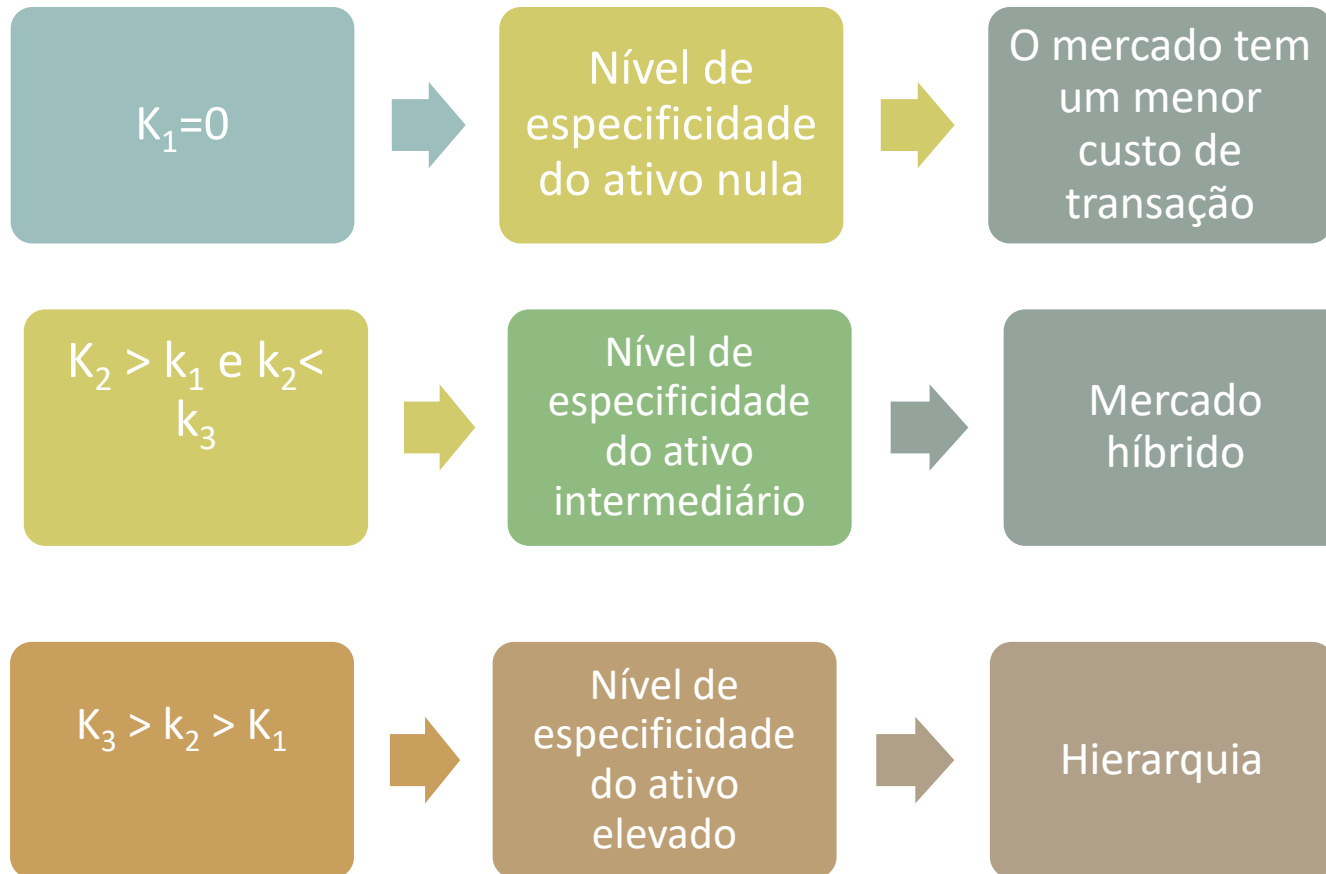 K₁=0
Nível de
especificidade
do ativo nula
O mercado tem
um menor
custo de
transação
K₂ > k₁ e k₂<
k₃
Nível de
especificidade
do ativo
intermediário
Mercado
híbrido
K₃ > k₂ > K₁
Nível de
especificidade
do ativo
elevado
Hierarquia